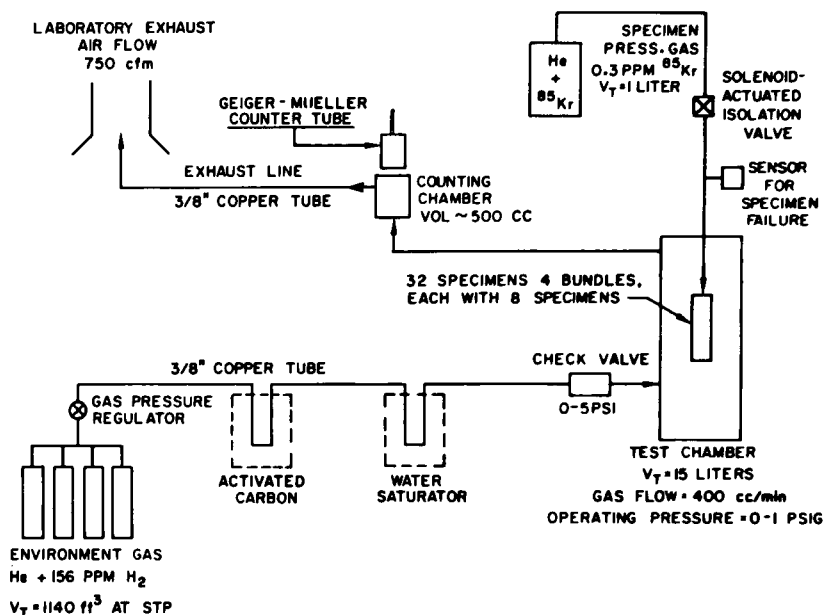 LABORATORY EXHAUST
AIR FLOW
750 cfm
GEIGER-MUELLER
COUNTER TUBE
EXHAUST LINE
3/8" COPPER TUBE
COUNTING
CHAMBER
VOL ~ 500 CC
He
+
85Kr
SPECIMEN
PRESS. GAS
0.3 PPM 85Kr
VT = 1 LITER
SOLENOID-
ACTUATED
ISOLATION
VALVE
SENSOR
FOR
SPECIMEN
FAILURE
32 SPECIMENS 4 BUNDLES,
EACH WITH 8 SPECIMENS
3/8" COPPER TUBE
CHECK VALVE
0-5 PSI
GAS PRESSURE
REGULATOR
ACTIVATED
CARBON
WATER
SATURATOR
TEST CHAMBER
VT = 15 LITERS
GAS FLOW = 400 cc/min
OPERATING PRESSURE = 0-1 PSIG
ENVIRONMENT GAS
He + 156 PPM H2
VT = 1140 ft3 AT STP